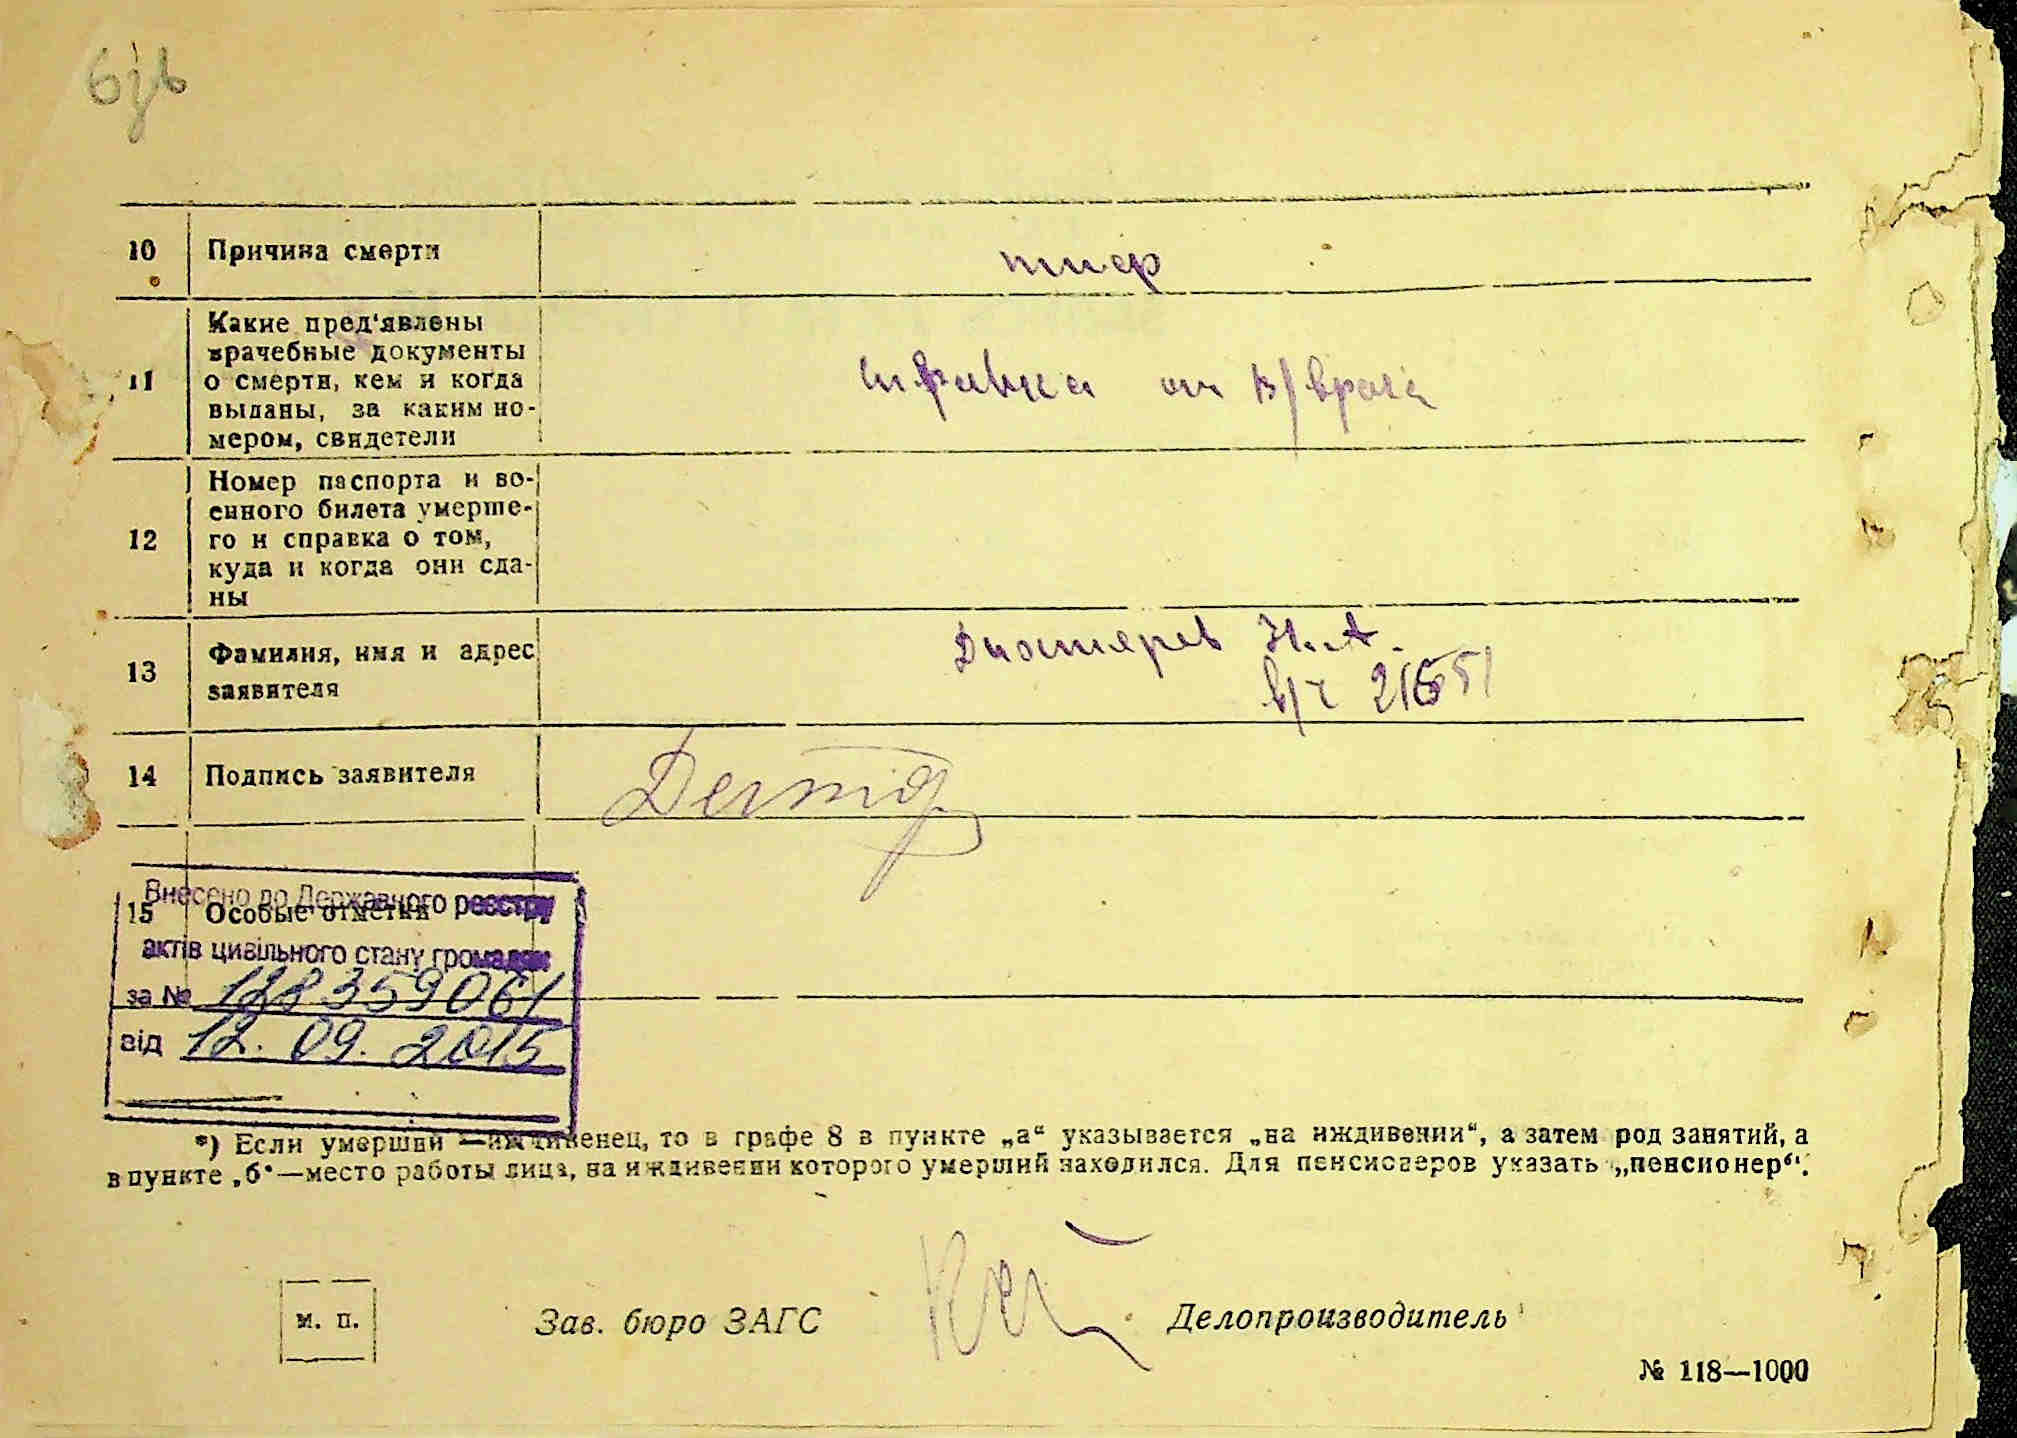 10 Причина смерти тиф
11 Какие пред'явлены
врачебные документы
о смерти, кем и когда
выданы, за каким но-
мером, свидетели
справка от в/врача
12 Номер паспорта и во-
енного билета умерше-
го и справка о том,
куда и когда они сда-
ны
13 Фамилия, имя и адрес
заявителя
Н. А.
в/ч
14 Подпись заявителя
Внесено до Державного реєстру
15 Особые отметки
актів цивільного стану громадян
за № 128359061
від 12.09.2015
*) Если умерший — иждивенец, то в графе 8 в пункте „а“ указывается „на иждивении“, а затем род занятий, а
в пункте „б“—место работы лица, на иждивении которого умерший находился. Для пенсионеров указать „пенсионер“.
м. п. Зав. бюро ЗАГС Делопроизводитель
№ 118—1000